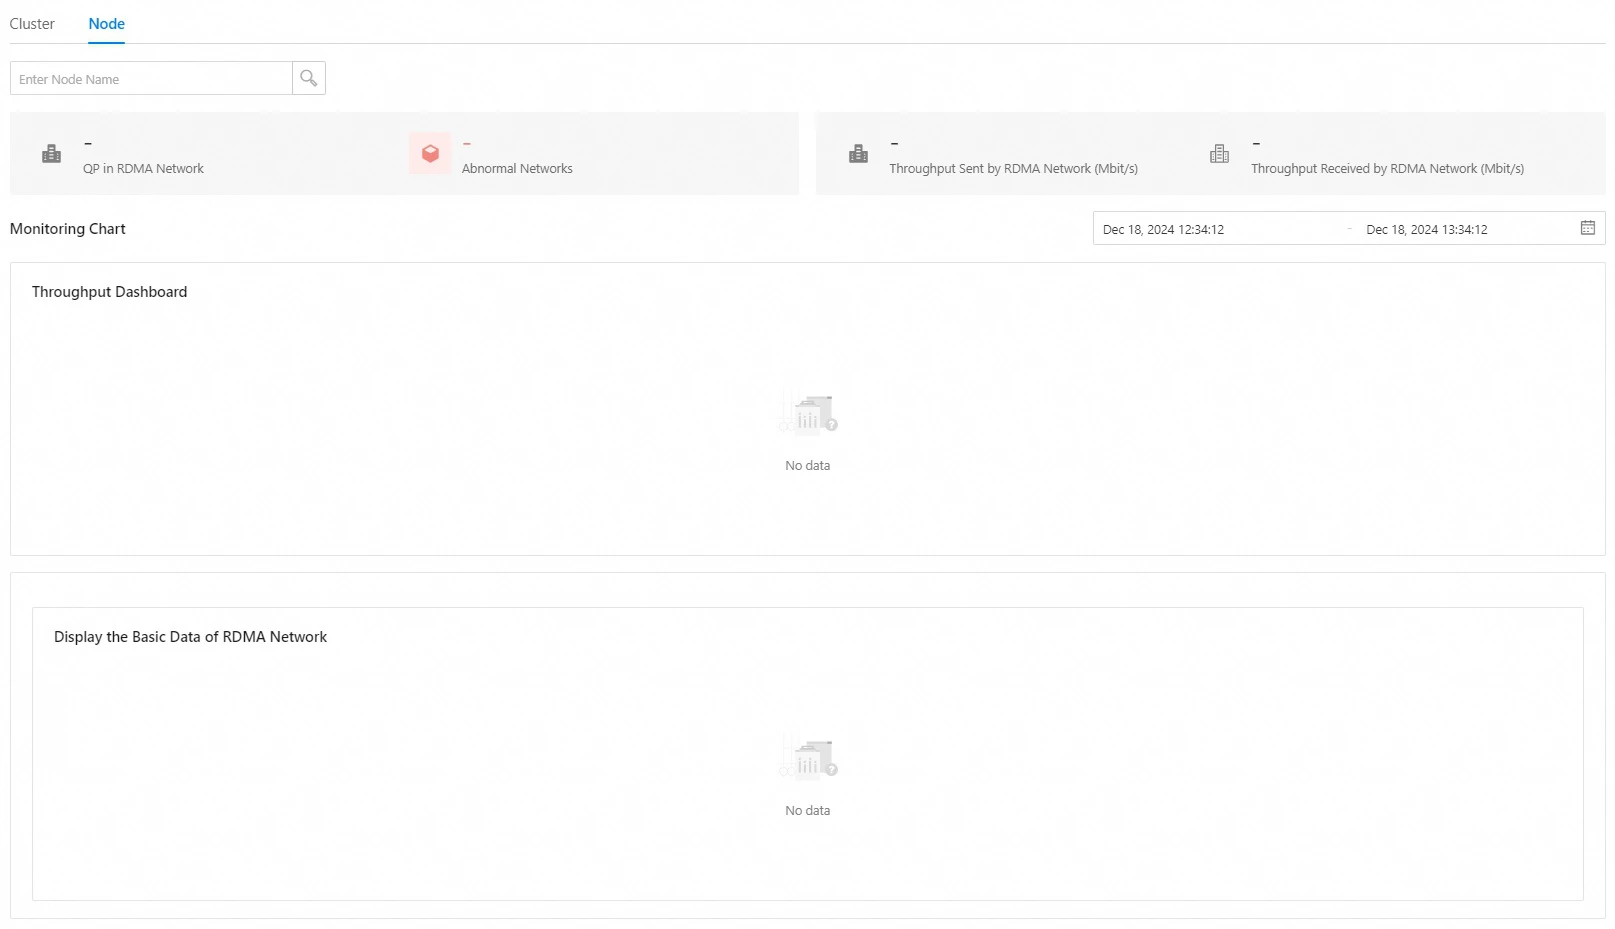 Cluster Node
Enter Node Name
– – – –
QP in RDMA Network Abnormal Networks Throughput Sent by RDMA Network (Mbit/s) Throughput Received by RDMA Network (Mbit/s)
Monitoring Chart Dec 18, 2024 12:34:12 – Dec 18, 2024 13:34:12
Throughput Dashboard
No data
Display the Basic Data of RDMA Network
No data